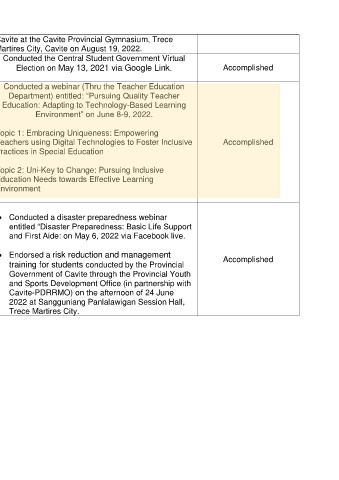 Cavite at the Cavite Provincial Gymnasium, Trece
Martires City, Cavite on August 19, 2022.
Conducted the Central Student Government Virtual
Election on May 13, 2021 via Google Link.
Accomplished
Conducted a webinar (Thru the Teacher Education
Department) entitled: “Pursuing Quality Teacher
Education: Adapting to Technology-Based Learning
Environment” on June 8-9, 2022.
opic 1: Embracing Uniqueness: Empowering
eachers using Digital Technologies to Foster Inclusive
Practices in Special Education
Accomplished
opic 2: Uni-Key to Change: Pursuing Inclusive
ducation Needs towards Effective Learning
nvironment
• Conducted a disaster preparedness webinar
entitled “Disaster Preparedness: Basic Life Support
and First Aide: on May 6, 2022 via Facebook live.
• Endorsed a risk reduction and management
training for students conducted by the Provincial
Government of Cavite through the Provincial Youth
and Sports Development Office (in partnership with
Cavite-PDRRMO) on the afternoon of 24 June
2022 at Sangguniang Panlalawigan Session Hall,
Trece Martires City.
Accomplished